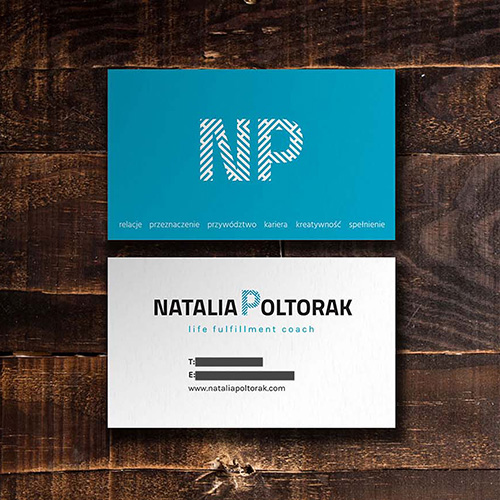 NP
relacje przeznaczenie przywództwo kariera kreatywność spełnienie
NATALIA POLTORAK
life fulfillment coach
T:
E:
www.nataliapoltorak.com